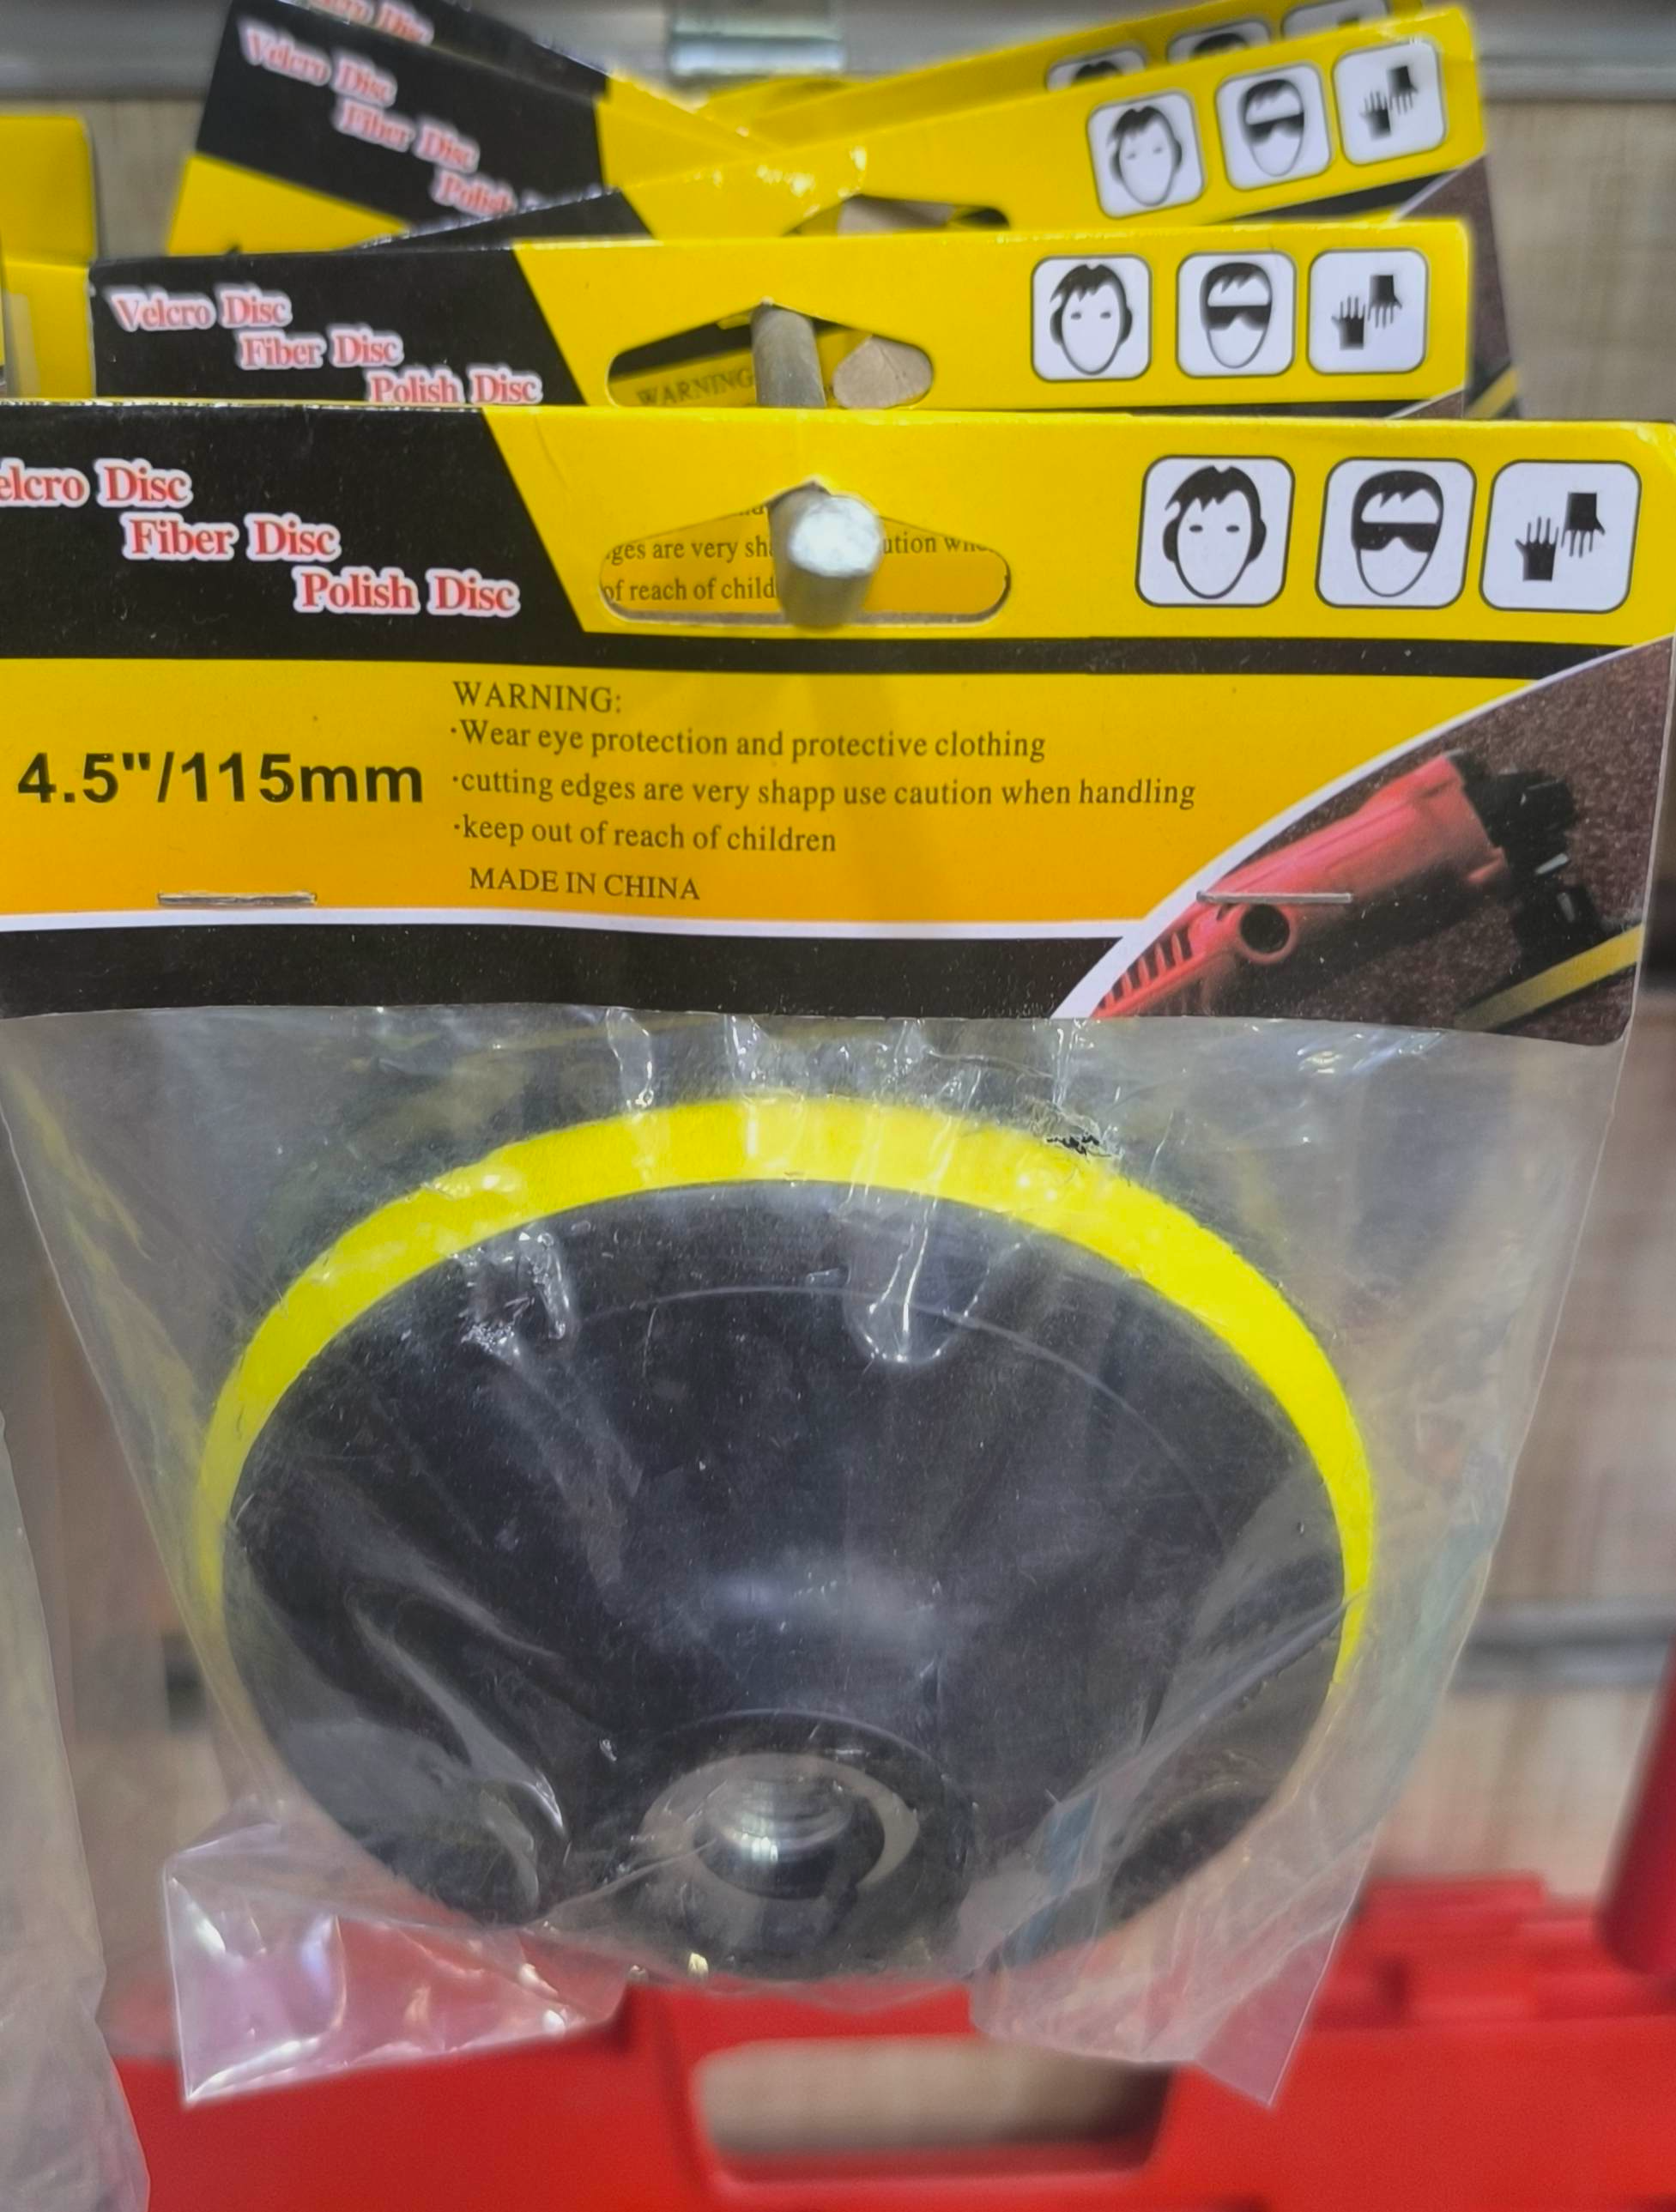 Velcro Disc
Fiber Disc
Polish
Velcro Disc
Fiber Disc
Polish Disc
WARNING
elcro Disc
Fiber Disc
Polish Disc
ges are very sh ution
of reach of child
4.5"/115mm
WARNING:
·Wear eye protection and protective clothing
·cutting edges are very shapp use caution when handling
·keep out of reach of children
MADE IN CHINA